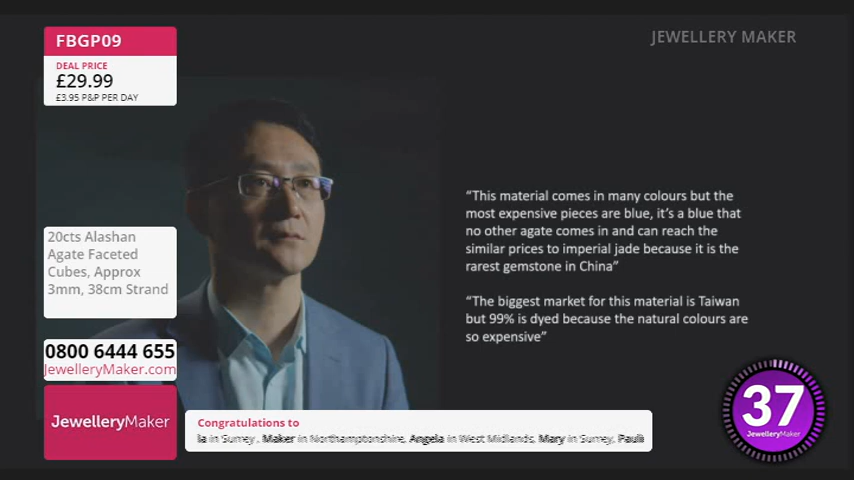 FBGP09
DEAL PRICE
£29.99
£3.95 P&P PER DAY
JEWELLERY MAKER
“This material comes in many colours but the
most expensive pieces are blue, it’s a blue that
no other agate comes in and can reach the
similar prices to imperial jade because it is the
rarest gemstone in China”
“The biggest market for this material is Taiwan
but 99% is dyed because the natural colours are
so expensive”
20cts Alashan
Agate Faceted
Cubes, Approx
3mm, 38cm Strand
0800 6444 655
JewelleryMaker.com
JewelleryMaker
Congratulations to
in Surrey, Maker in Northamptonshire, Angela in West Midlands, Mary in Surrey,
37
JewelleryMaker